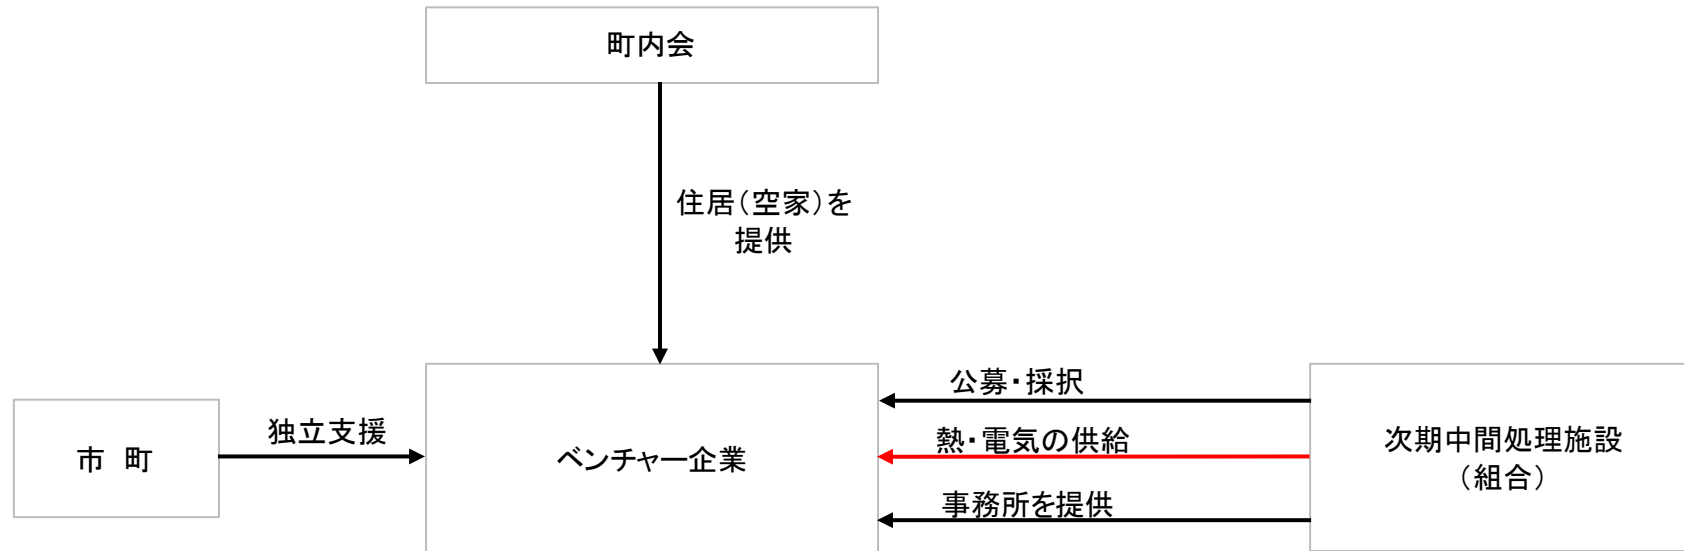 町内会
住居(空家)を
提供
公募・採択
独立支援
熱・電気の供給
市　町
ベンチャー企業
次期中間処理施設
(組合)
事務所を提供